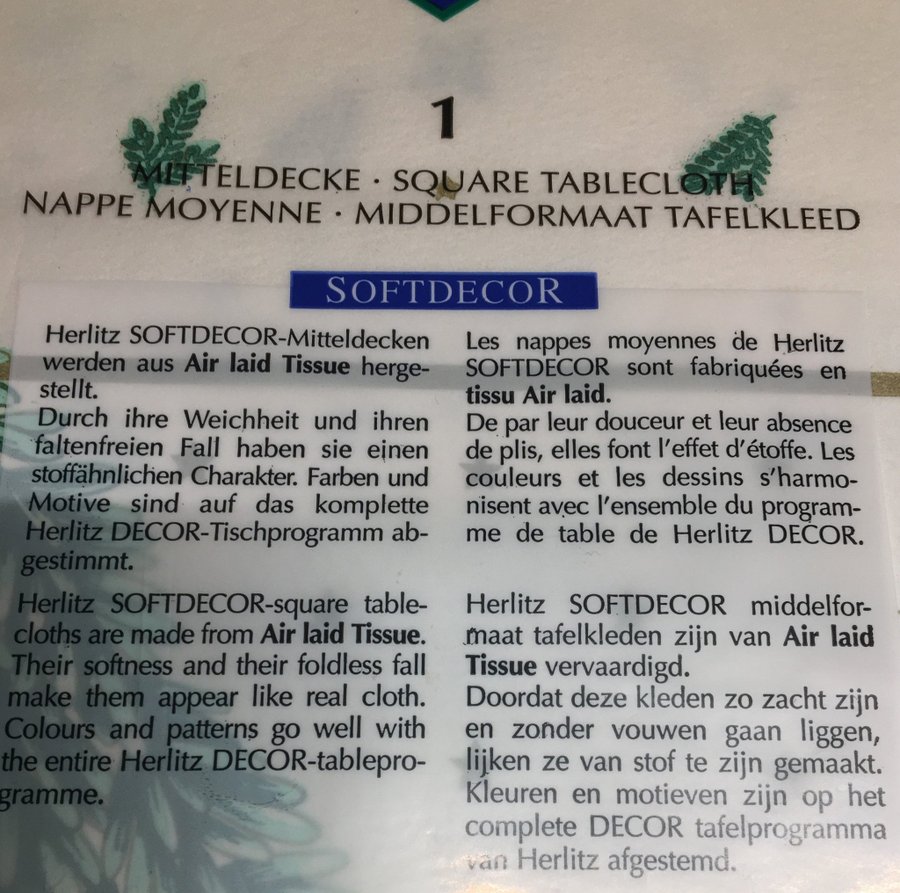 1
MITTELDECKE · SQUARE TABLECLOTH
NAPPE MOYENNE · MIDDELFORMAAT TAFELKLEED
SOFTDECOR
Herlitz SOFTDECOR-Mitteldecken
werden aus Air laid Tissue herge-
stellt.
Durch ihre Weichheit und ihren
faltenfreien Fall haben sie einen
stoffähnlichen Charakter. Farben und
Motive sind auf das komplette
Herlitz DECOR-Tischprogramm ab-
gestimmt.
Les nappes moyennes de Herlitz
SOFTDECOR sont fabriquées en
tissu Air laid.
De par leur douceur et leur absence
de plis, elles font l'effet d'étoffe. Les
couleurs et les dessins s'harmo-
nisent avec l'ensemble du program-
me de table de Herlitz DECOR.
Herlitz SOFTDECOR-square table-
cloths are made from Air laid Tissue.
Their softness and their foldless fall
make them appear like real cloth.
Colours and patterns go well with
the entire Herlitz DECOR-tablepro-
gramme.
Herlitz SOFTDECOR middelfor-
maat tafelkleden zijn van Air laid
Tissue vervaardigd.
Doordat deze kleden zo zacht zijn
en zonder vouwen gaan liggen,
lijken ze van stof te zijn gemaakt.
Kleuren en motieven zijn op het
complete DECOR tafelprogramma
van Herlitz afgestemd.